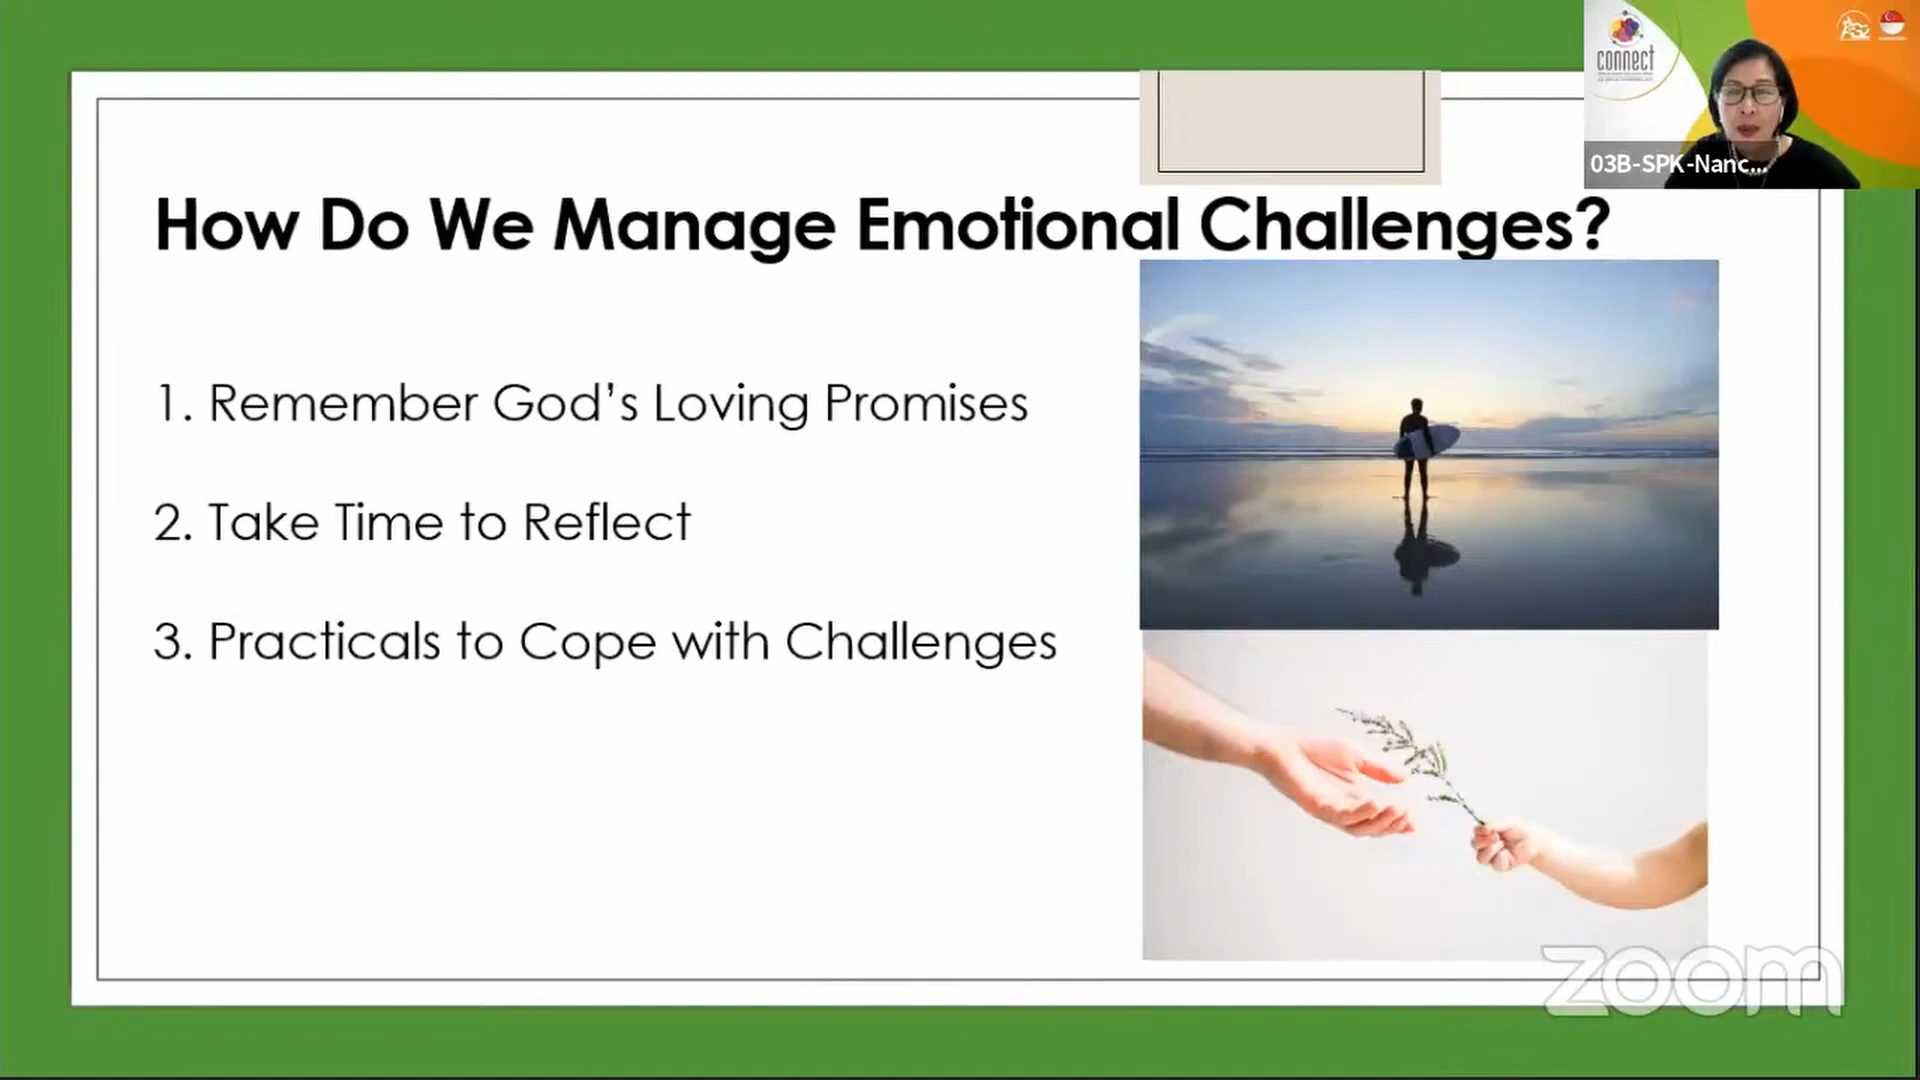 connect
03B-SPK-Nanc...
How Do We Manage Emotional Challenges?
1. Remember God’s Loving Promises
2. Take Time to Reflect
3. Practicals to Cope with Challenges
zoom